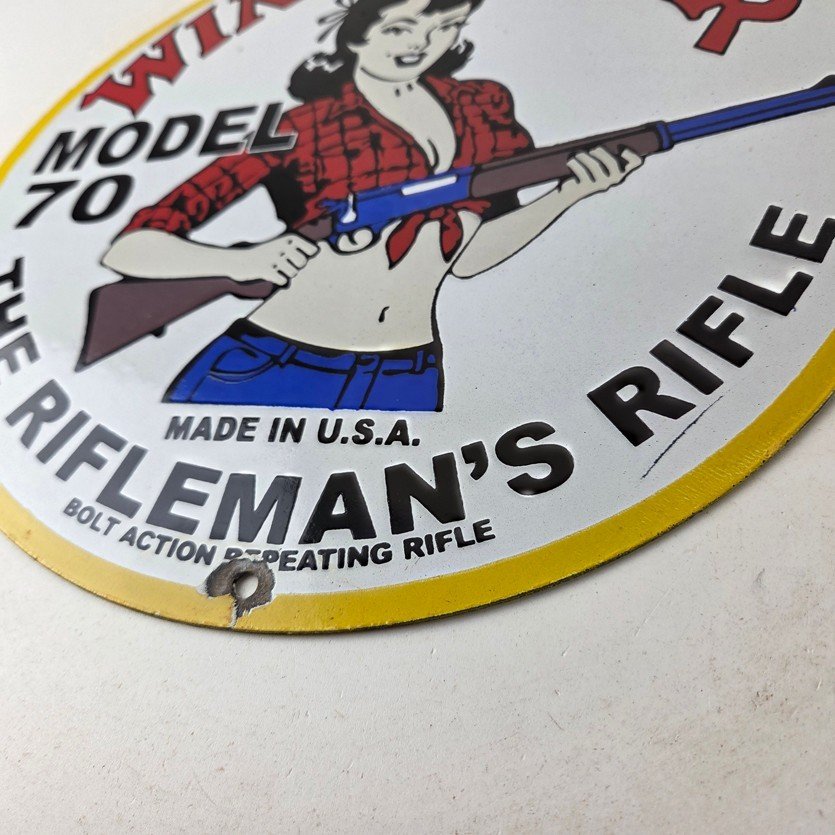 MODEL
70
MADE IN U.S.A.
THE RIFLEMAN'S RIFLE
BOLT ACTION REPEATING RIFLE